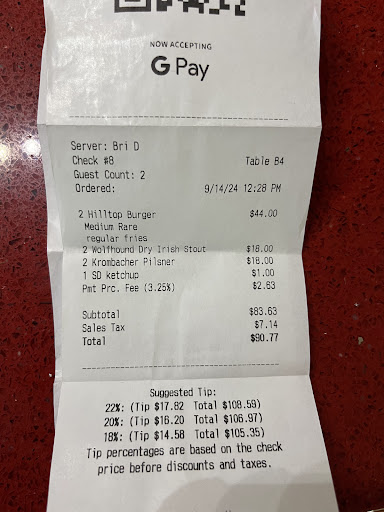 NOW ACCEPTING
G Pay
Server: Bri D
Check #8 Table B4
Guest Count: 2
Ordered: 9/14/24 12:28 PM
2 Hilltop Burger $44.00
Medium Rare
regular fries
2 Wolfhound Dry Irish Stout $18.00
2 Krombacher Pilsner $18.00
1 SD ketchup $1.00
Pmt Prc. Fee (3.25%) $2.63
Subtotal $83.63
Sales Tax $7.14
Total $90.77
Suggested Tip:
22%: (Tip $17.82 Total $108.59)
20%: (Tip $16.20 Total $106.97)
18%: (Tip $14.58 Total $105.35)
Tip percentages are based on the check
price before discounts and taxes.